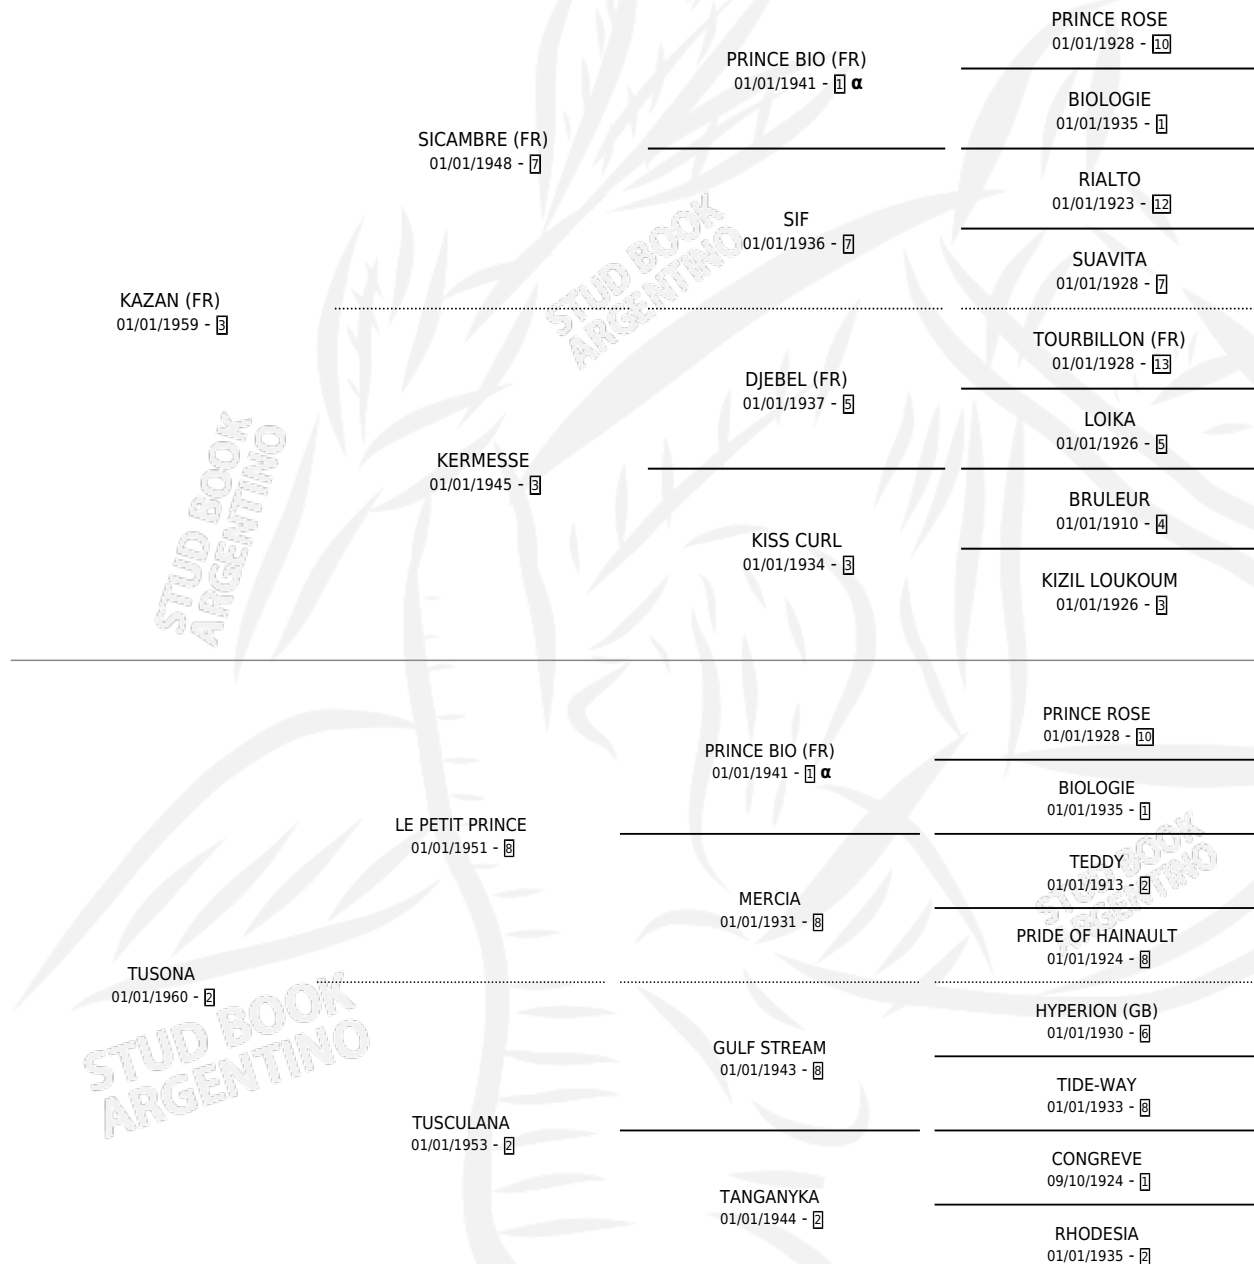 PRINCE ROSE
01/01/1928 - 10
PRINCE BIO (FR)
01/01/1941 - 1 α
BIOLOGIE
01/01/1935 - 1
SICAMBRE (FR)
01/01/1948 - 7
RIALTO
01/01/1923 - 12
SIF
01/01/1936 - 7
SUAVITA
01/01/1928 - 7
KAZAN (FR)
01/01/1959 - 3
TOURBILLON (FR)
01/01/1928 - 13
DJEBEL (FR)
01/01/1937 - 5
LOIKA
01/01/1926 - 5
KERMESSE
01/01/1945 - 3
BRULEUR
01/01/1910 - 4
KISS CURL
01/01/1934 - 3
KIZIL LOUKOUM
01/01/1926 - 3
PRINCE ROSE
01/01/1928 - 10
PRINCE BIO (FR)
01/01/1941 - 1 α
BIOLOGIE
01/01/1935 - 1
LE PETIT PRINCE
01/01/1951 - 8
TEDDY
01/01/1913 - 2
MERCIA
01/01/1931 - 8
PRIDE OF HAINAULT
01/01/1924 - 8
TUSONA
01/01/1960 - 2
HYPERION (GB)
01/01/1930 - 6
GULF STREAM
01/01/1943 - 8
TIDE-WAY
01/01/1933 - 8
TUSCULANA
01/01/1953 - 2
CONGREVE
09/10/1924 - 1
TANGANYKA
01/01/1944 - 2
RHODESIA
01/01/1935 - 2
STUD BOOK
ARGENTINO
STUD BOOK
ARGENTINO
STUD BOOK
ARGENTINO
STUD BOOK
ARGENTINO